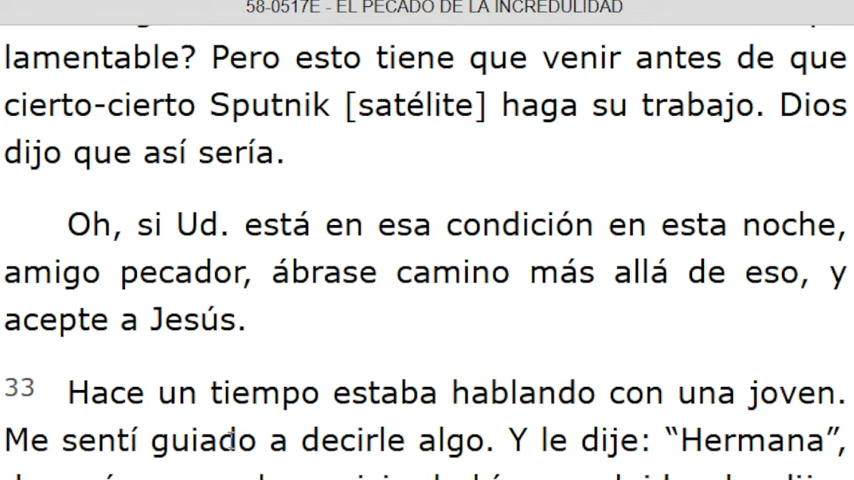 58-0517E - EL PECADO DE LA INCREDULIDAD
lamentable? Pero esto tiene que venir antes de que
cierto-cierto Sputnik [satélite] haga su trabajo. Dios
dijo que así sería.
Oh, si Ud. está en esa condición en esta noche,
amigo pecador, ábrase camino más allá de eso, y
acepte a Jesús.
33 Hace un tiempo estaba hablando con una joven.
Me sentí guiado a decirle algo. Y le dije: “Hermana”,